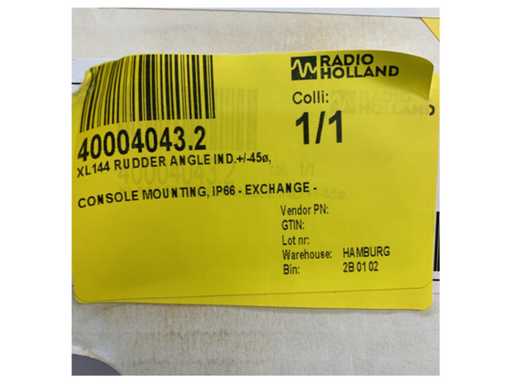 RADIO
HOLLAND
Colli:
1/1
40004043.2
XL144 RUDDER ANGLE IND.+/-45ø,
CONSOLE MOUNTING, IP66 - EXCHANGE -
Vendor PN:
GTIN:
Lot nr:
Warehouse: HAMBURG
Bin: 2B 01 02